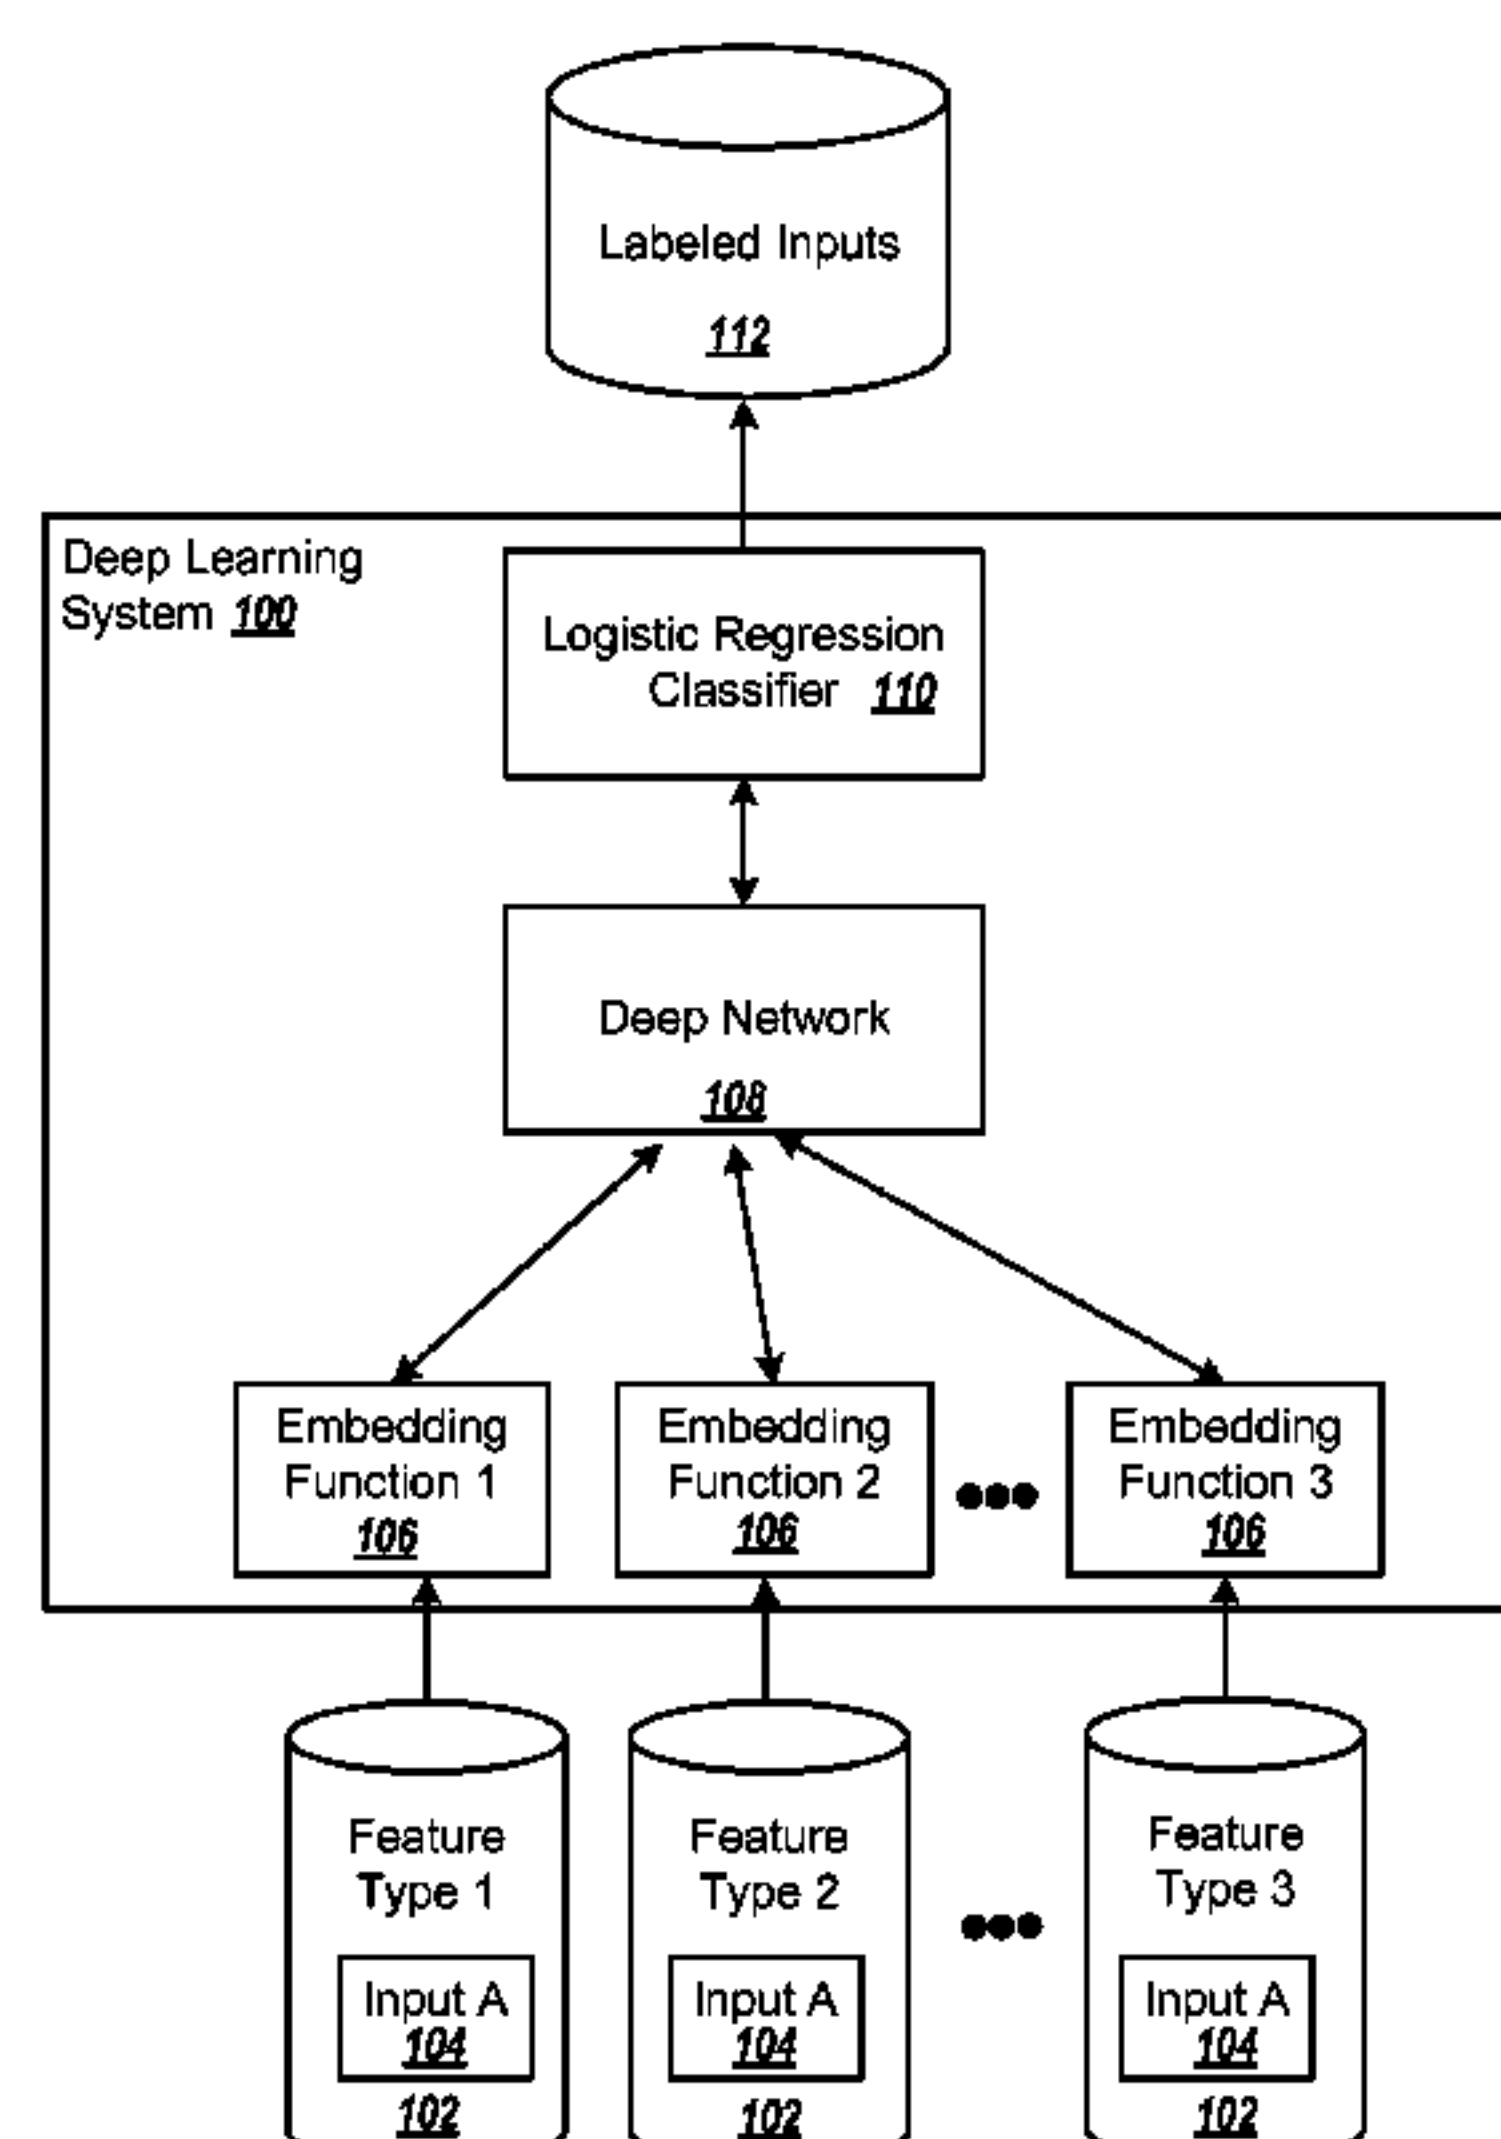 Labeled Inputs
112
Deep Learning
System 100
Logistic Regression
Classifier 110
Deep Network
108
Embedding
Function 1
106
Embedding
Function 2
106
Embedding
Function 3
106
Feature
Type 1
Input A
104
102
Feature
Type 2
Input A
104
102
Feature
Type 3
Input A
104
102